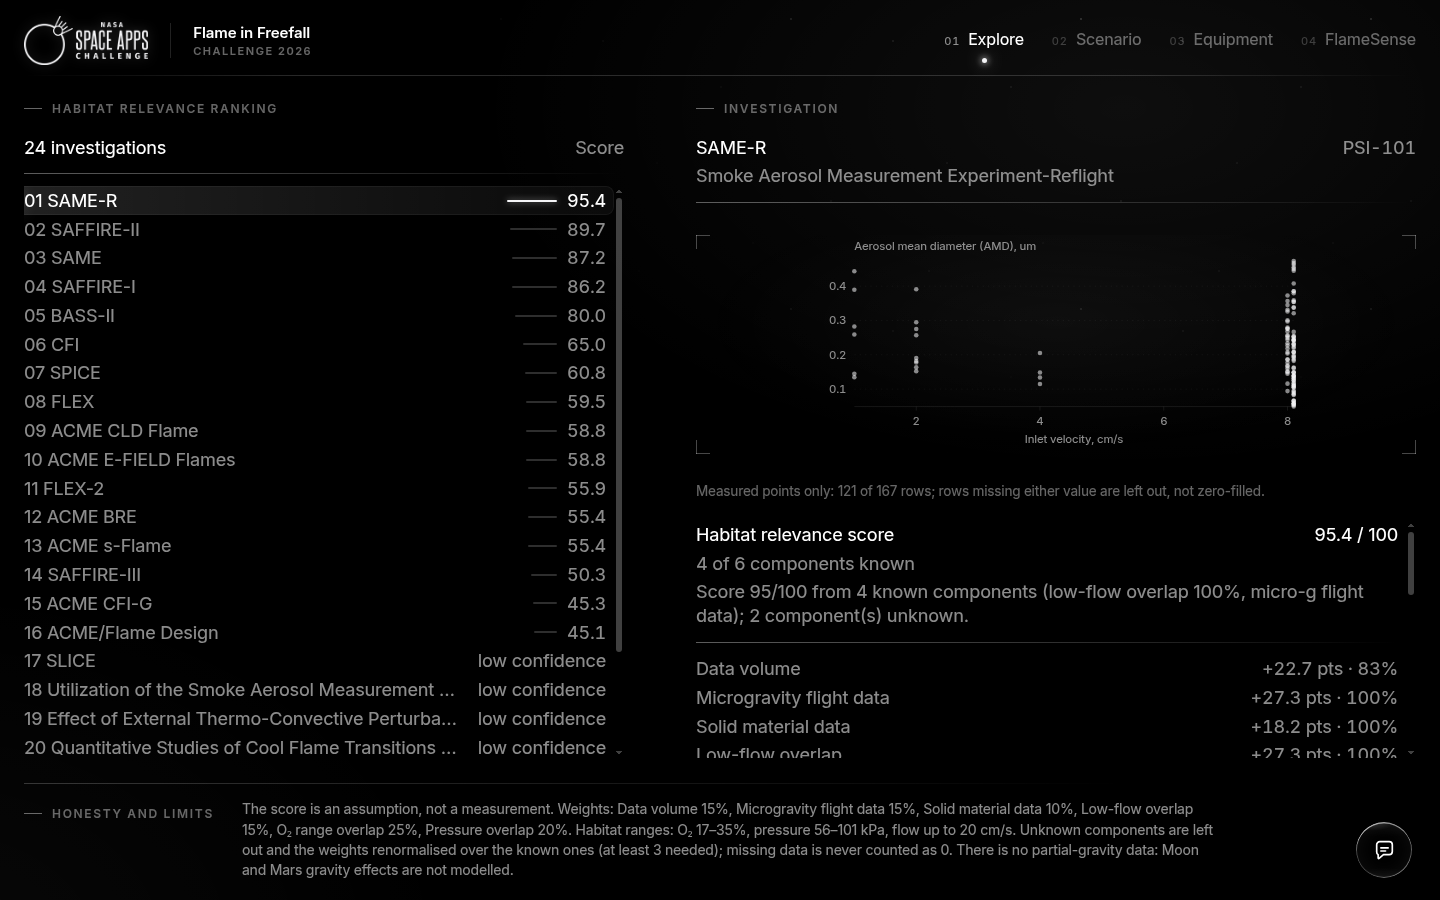 NASA
SPACE APPS
CHALLENGE
Flame in Freefall
CHALLENGE 2026
01 Explore
02 Scenario
03 Equipment
04 FlameSense
HABITAT RELEVANCE RANKING
24 investigations Score
01 SAME-R 95.4
02 SAFFIRE-II 89.7
03 SAME 87.2
04 SAFFIRE-I 86.2
05 BASS-II 80.0
06 CFI 65.0
07 SPICE 60.8
08 FLEX 59.5
09 ACME CLD Flame 58.8
10 ACME E-FIELD Flames 58.8
11 FLEX-2 55.9
12 ACME BRE 55.4
13 ACME s-Flame 55.4
14 SAFFIRE-III 50.3
15 ACME CFI-G 45.3
16 ACME/Flame Design 45.1
17 SLICE low confidence
18 Utilization of the Smoke Aerosol Measurement ... low confidence
19 Effect of External Thermo-Convective Perturba... low confidence
20 Quantitative Studies of Cool Flame Transitions ... low confidence
INVESTIGATION
SAME-R PSI-101
Smoke Aerosol Measurement Experiment-Reflight
Aerosol mean diameter (AMD), um
0.4
0.3
0.2
0.1
2 4 6 8
Inlet velocity, cm/s
Measured points only: 121 of 167 rows; rows missing either value are left out, not zero-filled.
Habitat relevance score 95.4 / 100
4 of 6 components known
Score 95/100 from 4 known components (low-flow overlap 100%, micro-g flight
data); 2 component(s) unknown.
Data volume +22.7 pts · 83%
Microgravity flight data +27.3 pts · 100%
Solid material data +18.2 pts · 100%
Low-flow overlap +27.3 pts · 100%
HONESTY AND LIMITS
The score is an assumption, not a measurement. Weights: Data volume 15%, Microgravity flight data 15%, Solid material data 10%, Low-flow overlap
15%, O₂ range overlap 25%, Pressure overlap 20%. Habitat ranges: O₂ 17–35%, pressure 56–101 kPa, flow up to 20 cm/s. Unknown components are left
out and the weights renormalised over the known ones (at least 3 needed); missing data is never counted as 0. There is no partial-gravity data: Moon
and Mars gravity effects are not modelled.